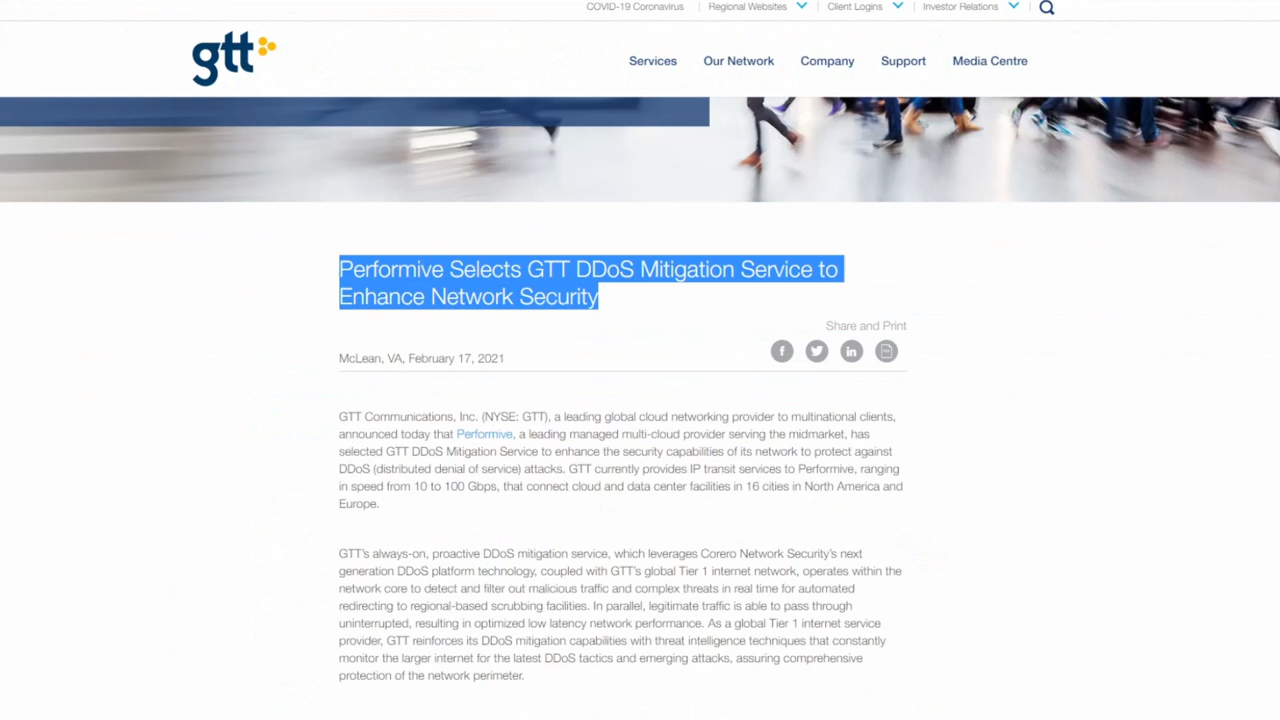 COVID-19 Coronavirus Regional Websites Client Logins Investor Relations
gtt
Services Our Network Company Support Media Centre
Performive Selects GTT DDoS Mitigation Service to
Enhance Network Security
Share and Print
McLean, VA, February 17, 2021
GTT Communications, Inc. (NYSE: GTT), a leading global cloud networking provider to multinational clients,
announced today that Performive, a leading managed multi-cloud provider serving the midmarket, has
selected GTT DDoS Mitigation Service to enhance the security capabilities of its network to protect against
DDoS (distributed denial of service) attacks. GTT currently provides IP transit services to Performive, ranging
in speed from 10 to 100 Gbps, that connect cloud and data center facilities in 16 cities in North America and
Europe.
GTT's always-on, proactive DDoS mitigation service, which leverages Corero Network Security's next
generation DDoS platform technology, coupled with GTT's global Tier 1 internet network, operates within the
network core to detect and filter out malicious traffic and complex threats in real time for automated
redirecting to regional-based scrubbing facilities. In parallel, legitimate traffic is able to pass through
uninterrupted, resulting in optimized low latency network performance. As a global Tier 1 internet service
provider, GTT reinforces its DDoS mitigation capabilities with threat intelligence techniques that constantly
monitor the larger internet for the latest DDoS tactics and emerging attacks, assuring comprehensive
protection of the network perimeter.